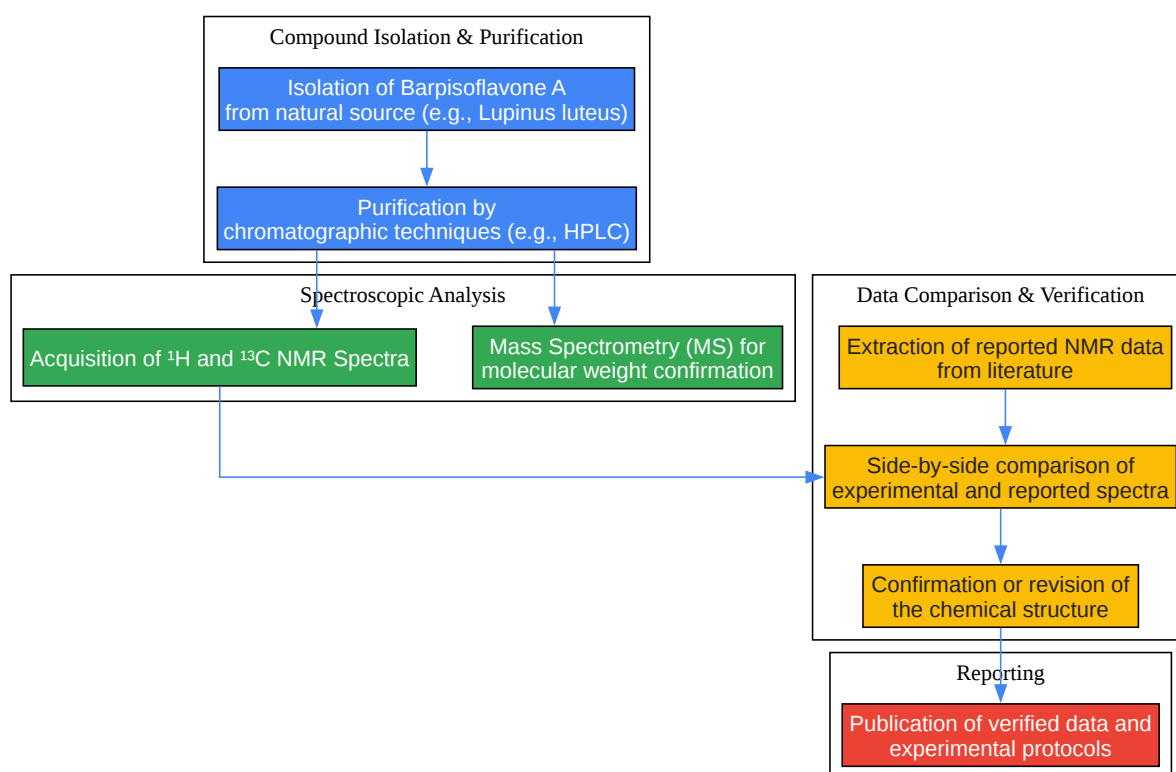 Compound Isolation & Purification
Isolation of Barpisoflavone A
from natural source (e.g., Lupinus luteus)
Purification by
chromatographic techniques (e.g., HPLC)
Spectroscopic Analysis
Acquisition of ¹H and ¹³C NMR Spectra
Mass Spectrometry (MS) for
molecular weight confirmation
Data Comparison & Verification
Extraction of reported NMR data
from literature
Side-by-side comparison of
experimental and reported spectra
Confirmation or revision of
the chemical structure
Reporting
Publication of verified data and
experimental protocols